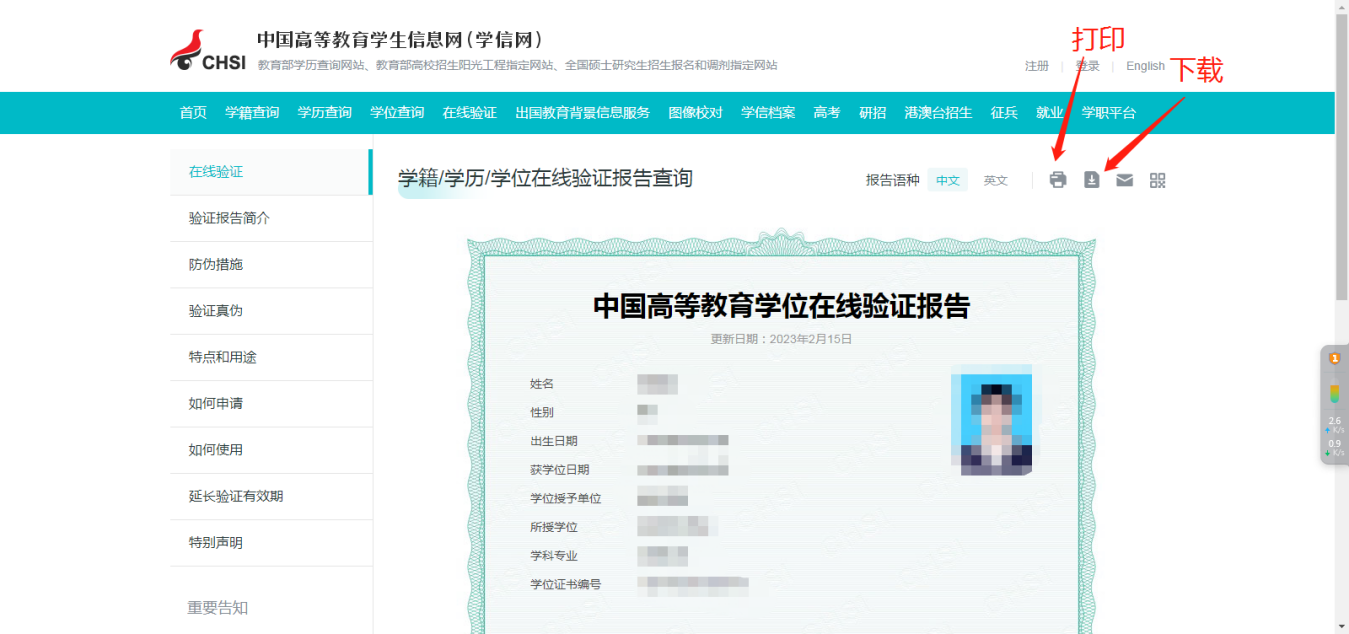 打印
中国高等教育学生信息网(学信网)
CHSI
教育部学历查询网站、教育部高校招生阳光工程指定网站、全国硕士研究生招生报名和调剂指定网站
注册 | 登录 | English
下载
首页 学籍查询 学历查询 学位查询 在线验证 出国教育背景信息服务 图像校对 学信档案 高考 研招 港澳台招生 征兵 就业 学职平台
在线验证
验证报告简介
防伪措施
验证真伪
特点和用途
如何申请
如何使用
延长验证有效期
特别声明
重要告知
学籍/学历/学位在线验证报告查询
报告语种 中文 英文
中国高等教育学位在线验证报告
更新日期：2023年2月15日
姓名
性别
出生日期
获学位日期
学位授予单位
所授学位
学科专业
学位证书编号
1
2.6
K/s
0.9
K/s